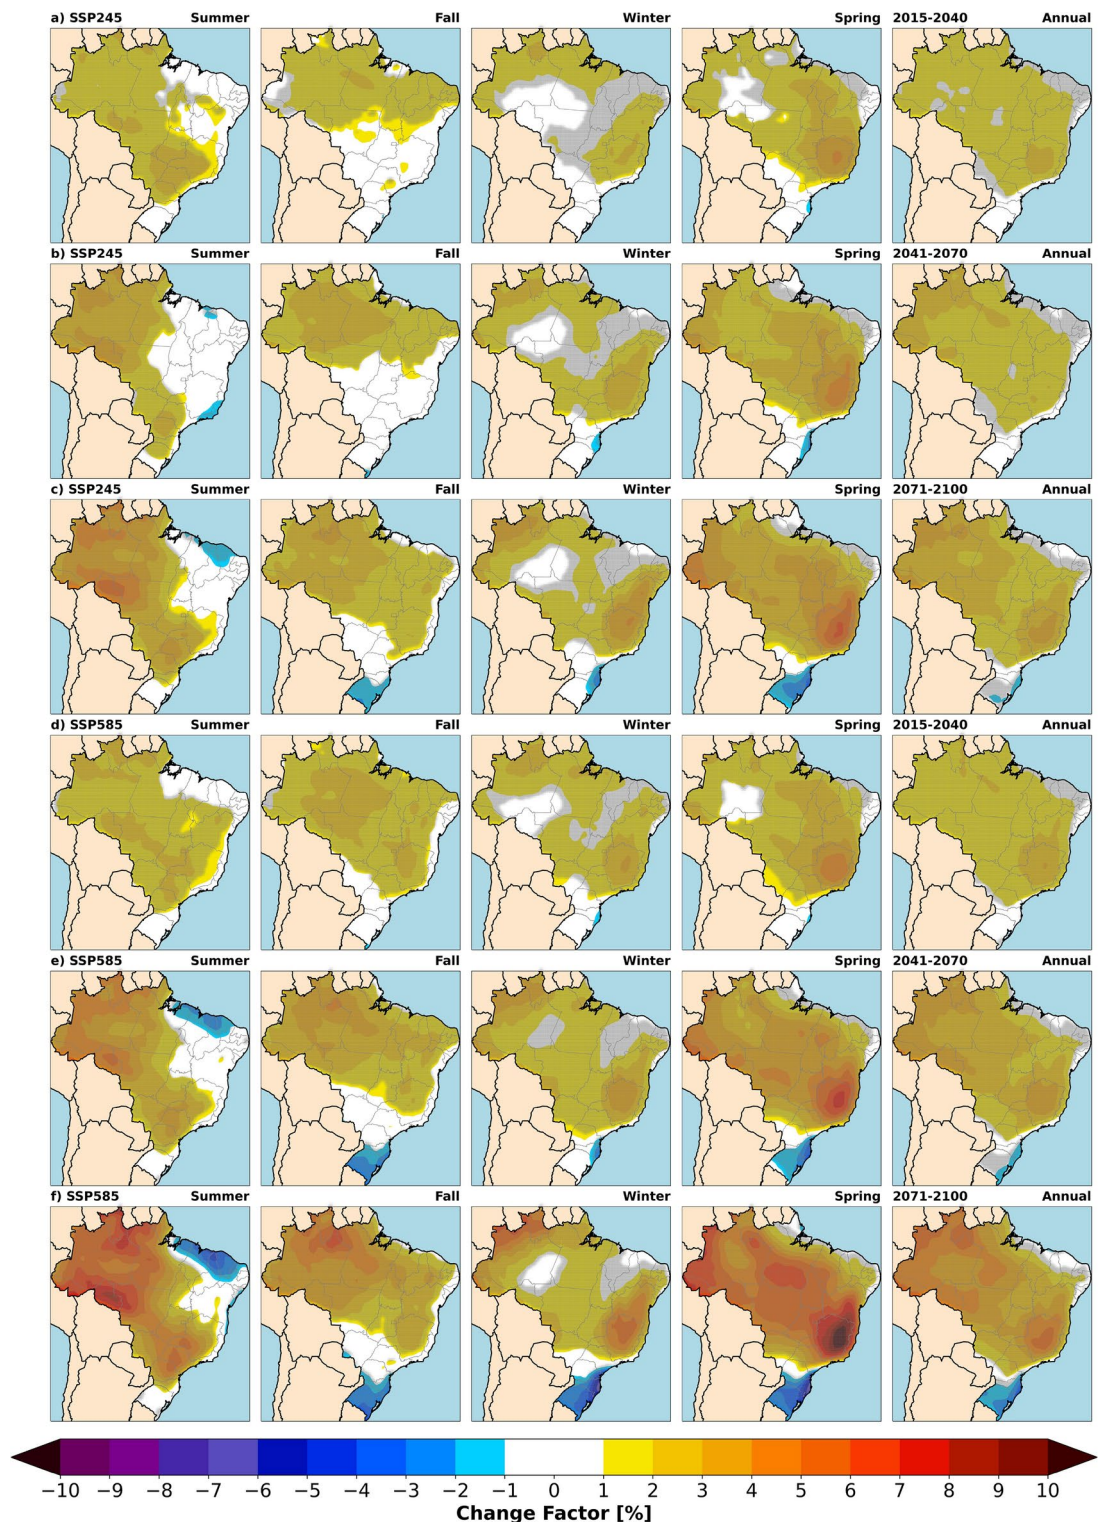 a) SSP245 Summer Fall Winter Spring 2015-2040 Annual
b) SSP245 Summer Fall Winter Spring 2041-2070 Annual
c) SSP245 Summer Fall Winter Spring 2071-2100 Annual
d) SSP585 Summer Fall Winter Spring 2015-2040 Annual
e) SSP585 Summer Fall Winter Spring 2041-2070 Annual
f) SSP585 Summer Fall Winter Spring 2071-2100 Annual
−10 −9 −8 −7 −6 −5 −4 −3 −2 −1 0 1 2 3 4 5 6 7 8 9 10
Change Factor [%]